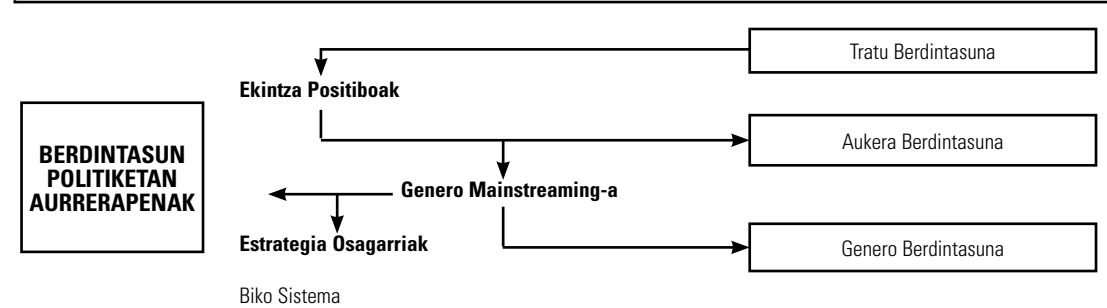 Tratu Berdintasuna
Ekintza Positiboak
BERDINTASUN
POLITIKETAN
AURRERAPENAK
Aukera Berdintasuna
Genero Mainstreaming-a
Estrategia Osagarriak
Genero Berdintasuna
Biko Sistema